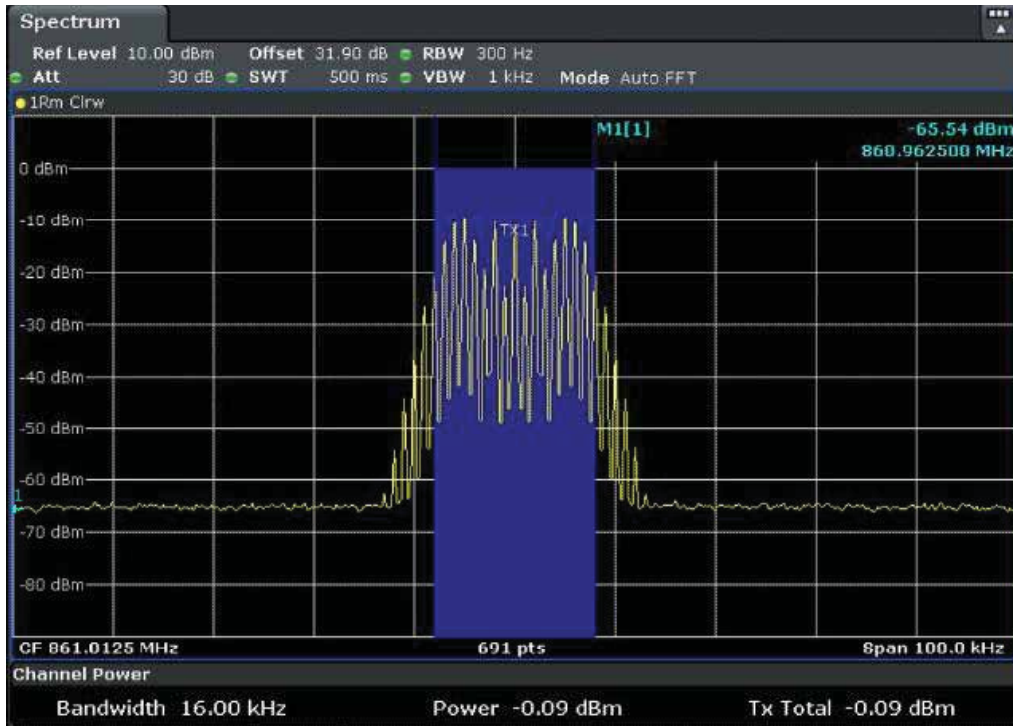 Spectrum
Ref Level 10.00 dBm Offset 31.90 dB RBW 300 Hz
Att 30 dB SWT 500 ms VBW 1 kHz Mode Auto FFT
1Rm Clrw
M1[1] -65.54 dBm
860.962500 MHz
0 dBm
-10 dBm
TX1
-20 dBm
-30 dBm
-40 dBm
-50 dBm
-60 dBm
1
-70 dBm
-80 dBm
CF 861.0125 MHz 691 pts Span 100.0 kHz
Channel Power
Bandwidth 16.00 kHz Power -0.09 dBm Tx Total -0.09 dBm